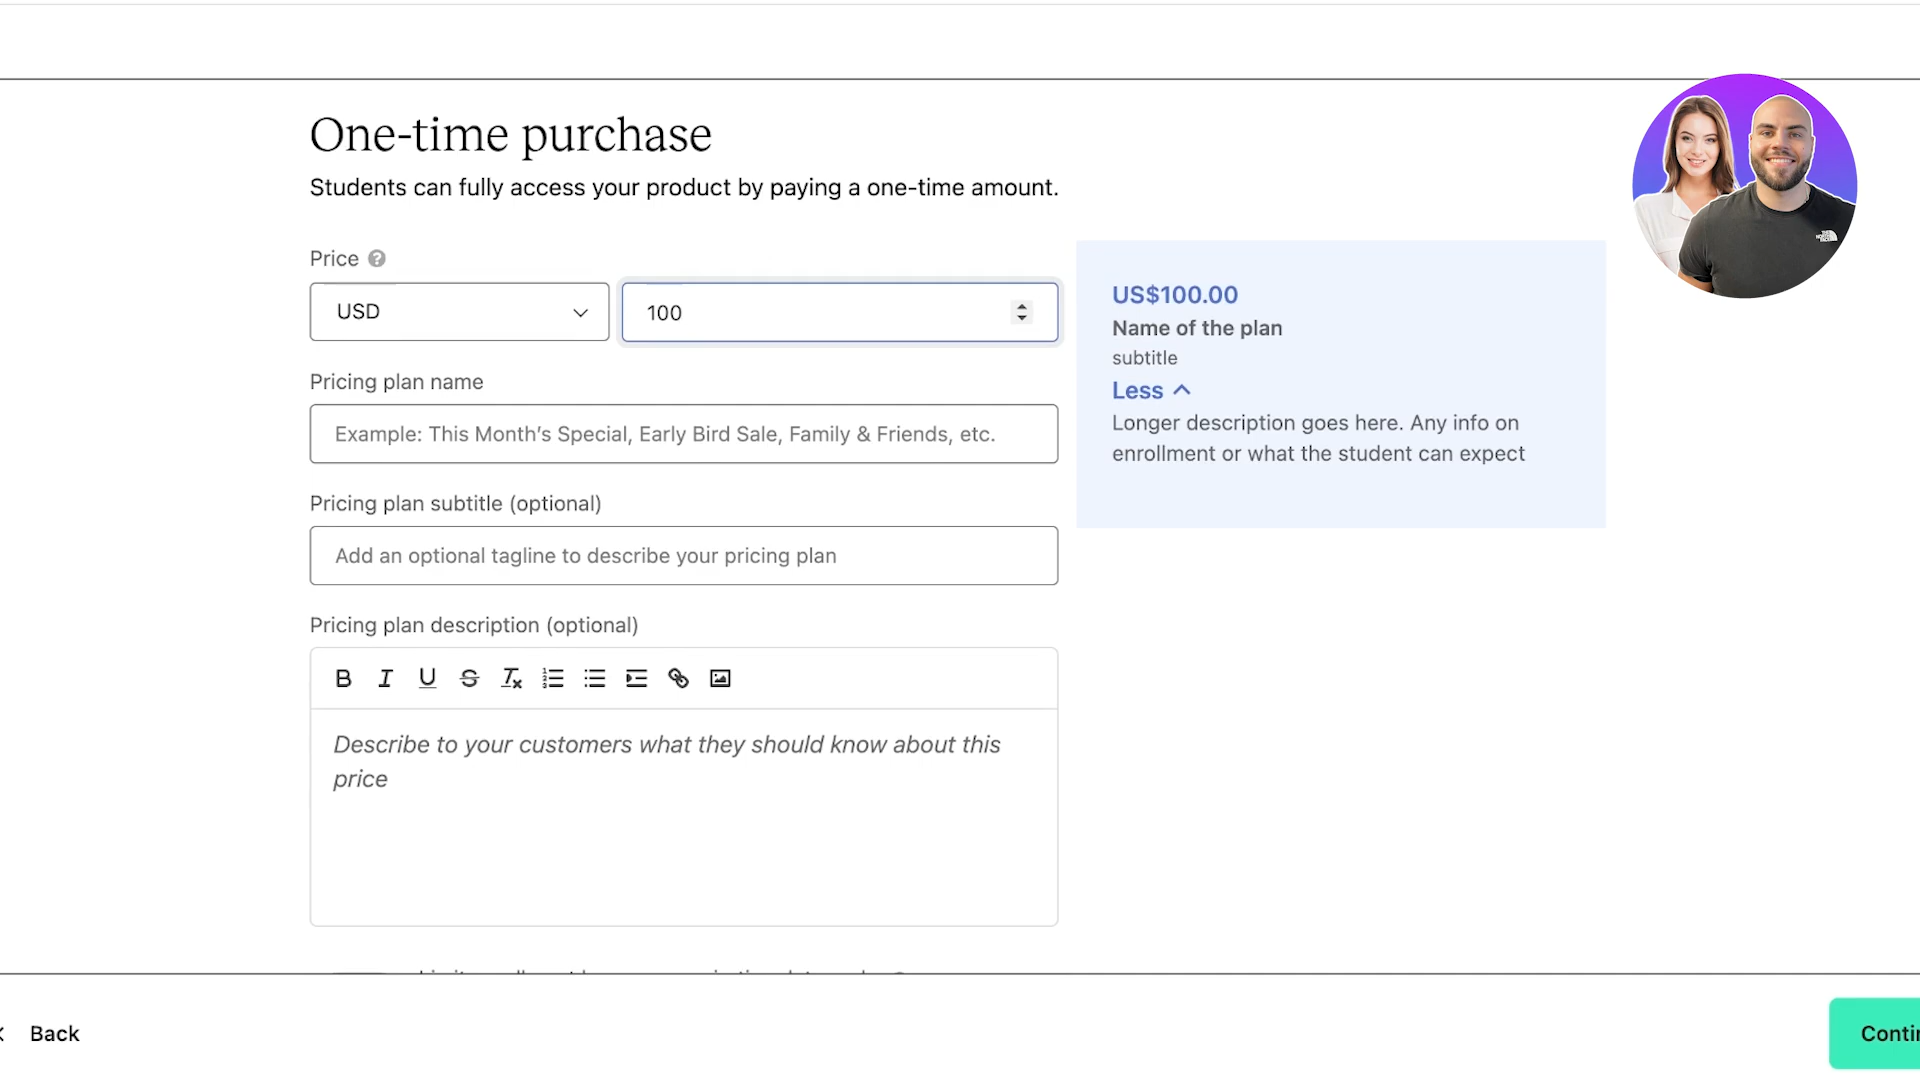 One-time purchase
Students can fully access your product by paying a one-time amount.
Price
USD
100
Pricing plan name
Example: This Month's Special, Early Bird Sale, Family & Friends, etc.
Pricing plan subtitle (optional)
Add an optional tagline to describe your pricing plan
Pricing plan description (optional)
Describe to your customers what they should know about this
price
US$100.00
Name of the plan
subtitle
Less
Longer description goes here. Any info on
enrollment or what the student can expect
Back
Contin